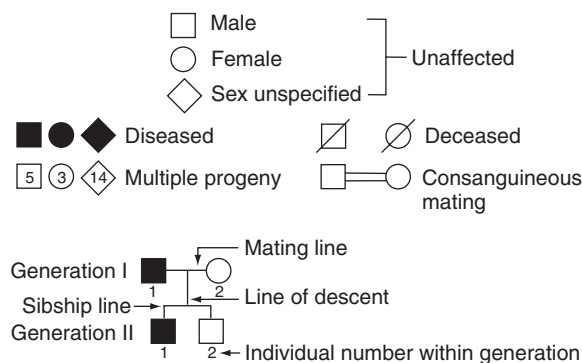 Male
Female
Unaffected
Sex unspecified
Diseased
Deceased
5 3 14 Multiple progeny
Consanguineous
mating
Mating line
Generation I
1 2
Line of descent
Sibship line
Generation II
1 2
Individual number within generation